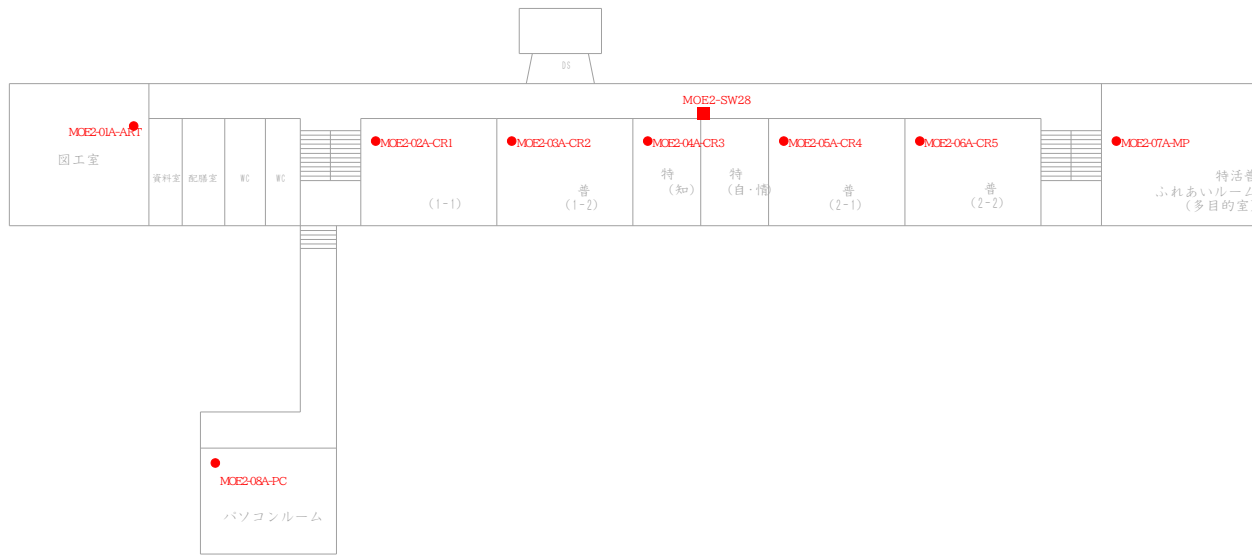 DS
MOE2-SW28
MOE2-01A-ART
図工室
資料室
配膳室
WC
WC
MOE2-02A-CR1
(1-1)
MOE2-03A-CR2
普
(1-2)
MOE2-04A-CR3
特
(知)
特
(自・情
MOE2-05A-CR4
普
(2-1)
MOE2-06A-CR5
普
(2-2)
MOE2-07A-MP
特活
ふれあいルーム
(多目的室
MOE2-08A-PC
パソコンルーム